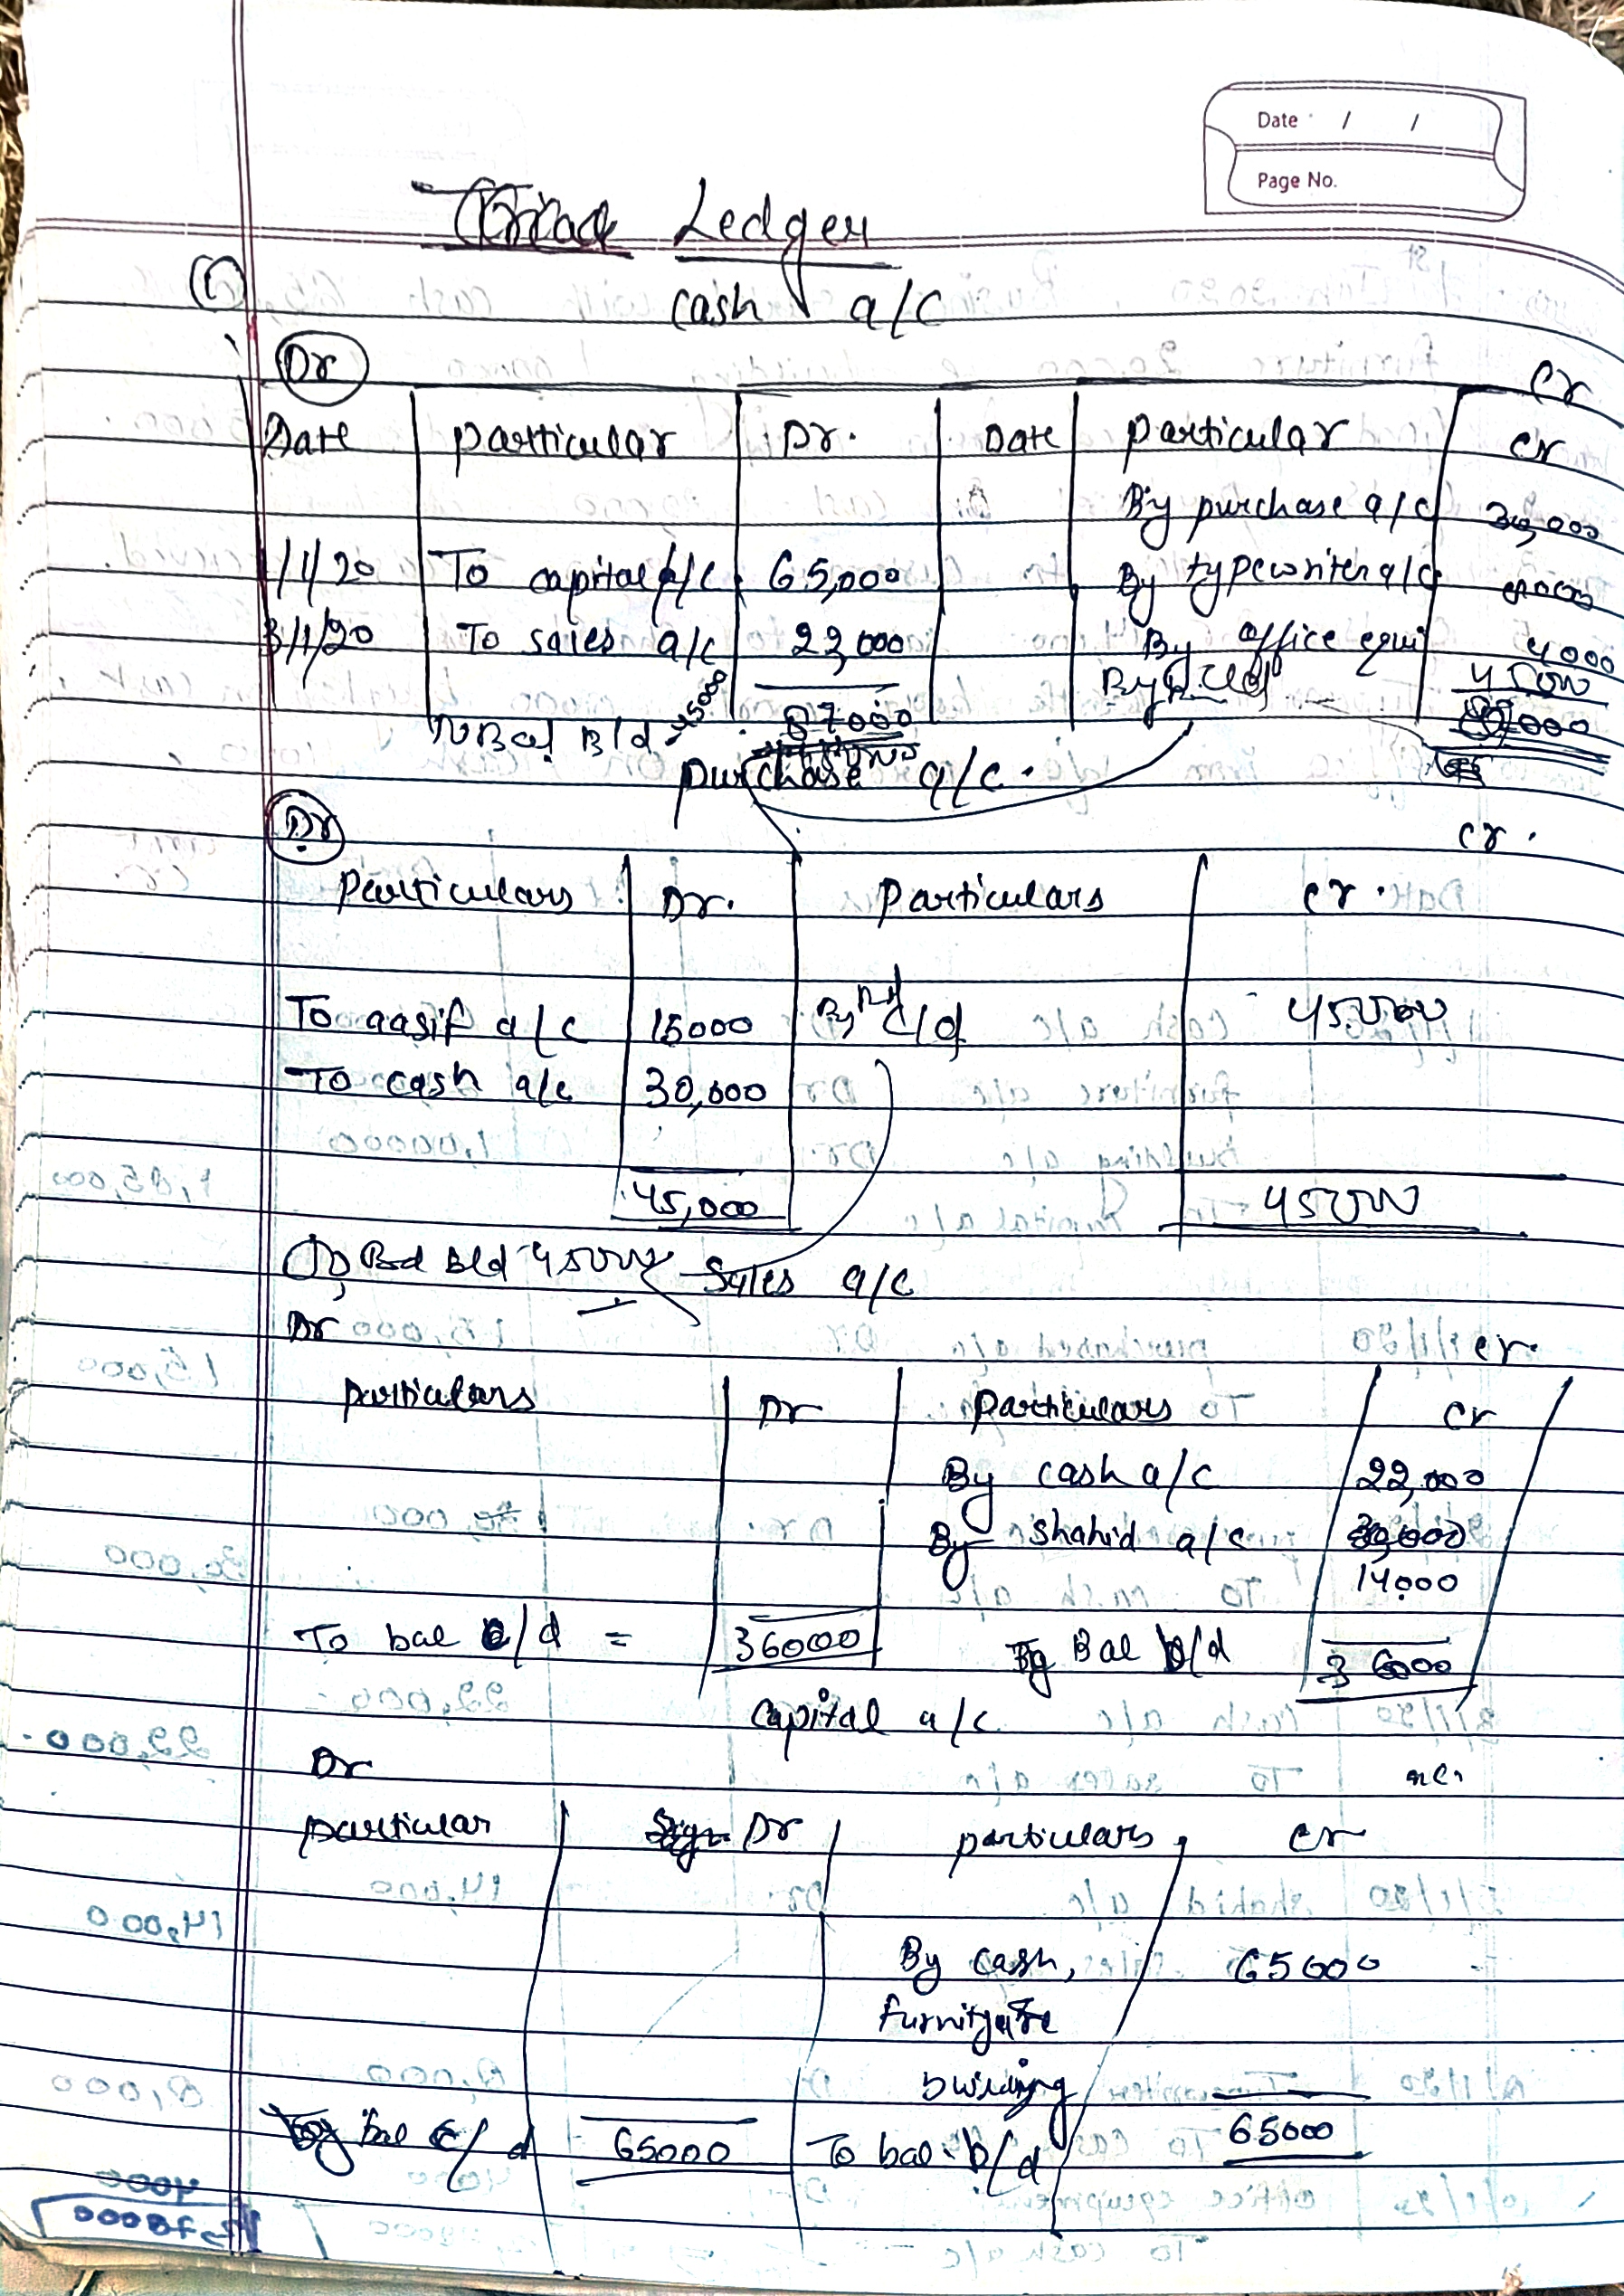 Date / /
Page No.
Ledger
cash a/c
Dr
Cr
Date particular Dr. Date particular cr
By purchase a/c 30,000
1/1/20 To capital a/c 65,000 By typewriter a/c 8000
3/1/20 To sales a/c 22,000 By office equi 4000
By c/d 45000
87000 87000
To Bal B/d 45000
purchase a/c.
Dr
cr.
particulars Dr. particulars cr.
To aasif a/c 15000 By Bal c/d 45000
To cash a/c 30,000
45,000 45000
To Bal B/d 45000
Sales a/c
Dr
cr.
particulars Dr particulars cr
By cash a/c 22,000
By shahid a/c
14000
To bal c/d = 36000 By Bal b/d 36000
capital a/c
Dr
particular Dr particulars cr
By cash, 65000
furniture
building
bal c/d 65000 To bal b/d 65000